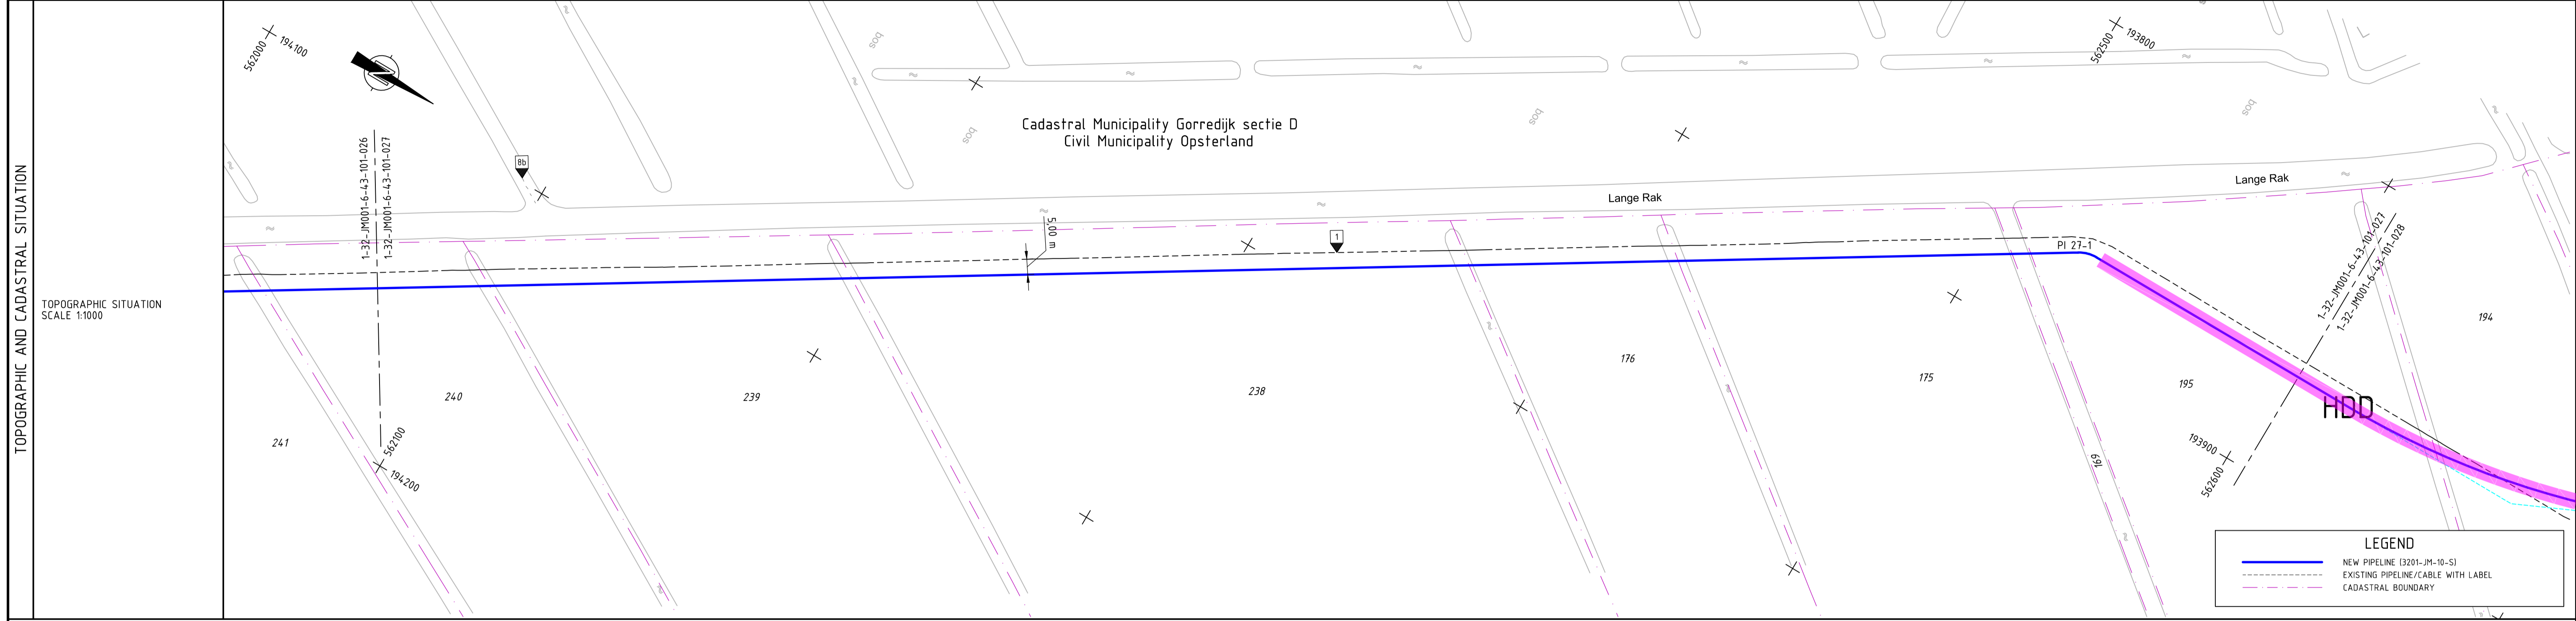 TOPOGRAPHIC AND CADASTRAL SITUATION
TOPOGRAPHIC SITUATION
SCALE 1:1000
562000
194100
N
1-32-JM001-6-43-101-026
1-32-JM001-6-43-101-027
8b
bos
bos
Cadastral Municipality Gorredijk sectie D
Civil Municipality Opsterland
bos
562500
193800
bos
Lange Rak
Lange Rak
5,00 m
1
PI 27-1
1-32-JM001-6-43-101-027
1-32-JM001-6-43-101-028
194
241
240
239
238
176
175
195
HDD
169
562100
194200
193900
562600
LEGEND
NEW PIPELINE (3201-JM-10-S)
EXISTING PIPELINE/CABLE WITH LABEL
CADASTRAL BOUNDARY